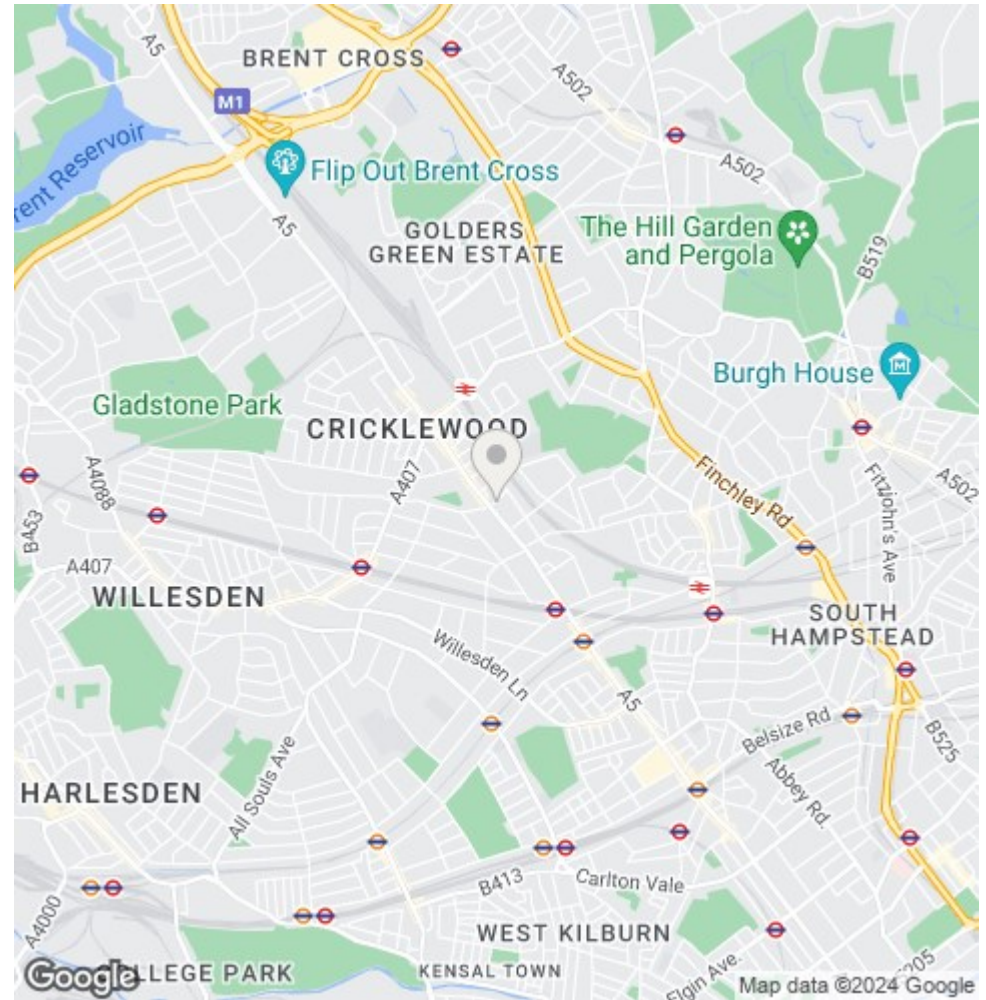 A5
BRENT CROSS
A502
M1
A502
rent Reservoir
Flip Out Brent Cross
A5
GOLDERS
GREEN ESTATE
The Hill Garden
and Pergola
B519
Burgh House
Gladstone Park
CRICKLEWOOD
A4088
A407
Finchley Rd
Fitzjohn's Ave
A502
B453
A407
WILLESDEN
SOUTH
HAMPSTEAD
Willesden Ln
A5
Belsize Rd
B525
All Souls Ave
Abbey Rd.
HARLESDEN
B413
Carlton Vale
A4000
WEST KILBURN
Elgin Ave.
205
LLEGE PARK
KENSAL TOWN
Google
Map data ©2024 Google